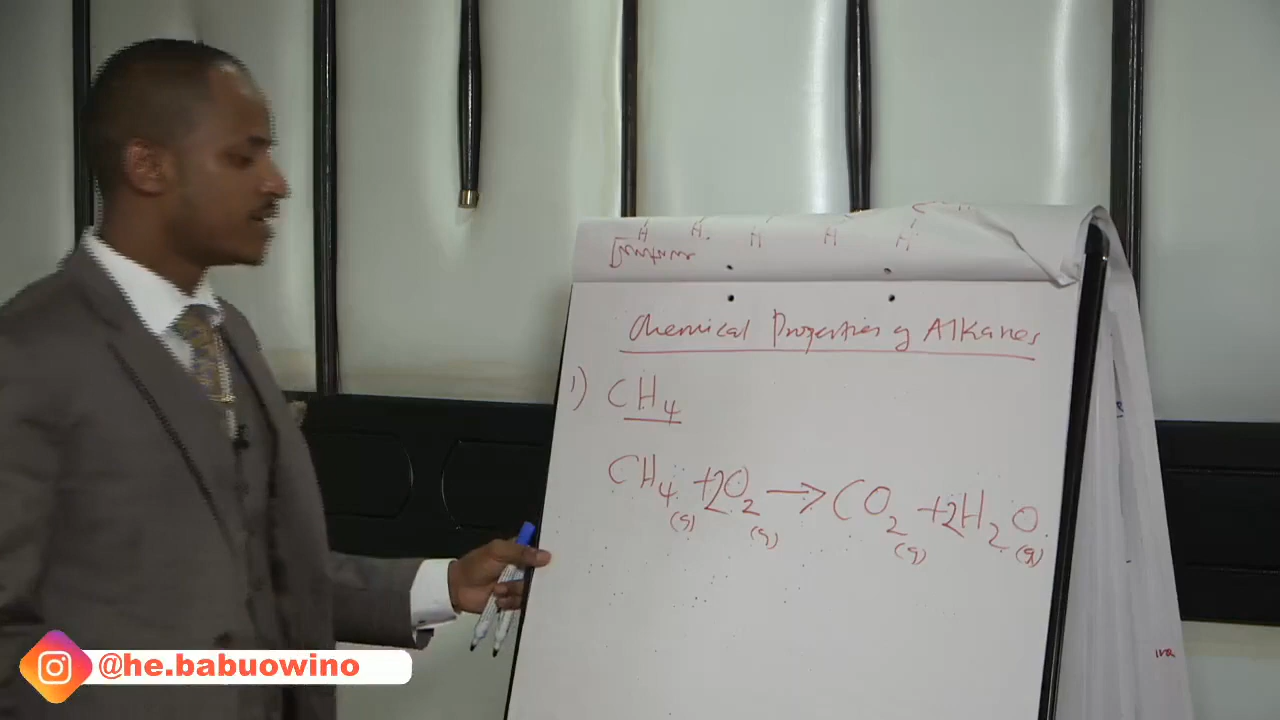 H H. H H H
Chemical Properties of Alkanes
1) CH4
CH4(g) + 2O2(g) → CO2(g) + 2H2O(g)
@he.babuowino